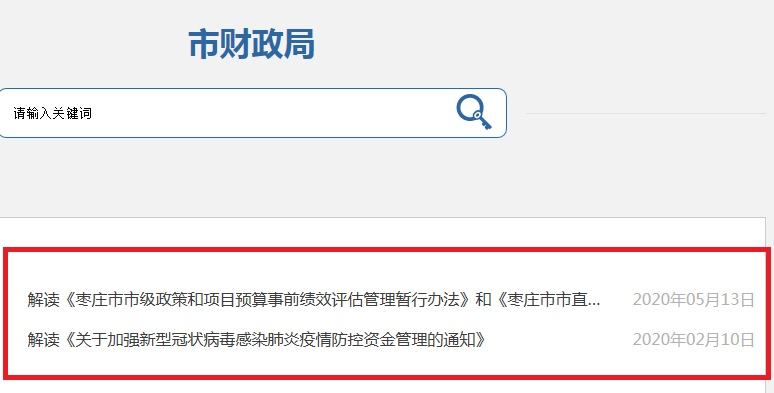 市财政局
请输入关键词
解读《枣庄市市级政策和项目预算事前绩效评估管理暂行办法》和《枣庄市市直... 2020年05月13日
解读《关于加强新型冠状病毒感染肺炎疫情防控资金管理的通知》 2020年02月10日